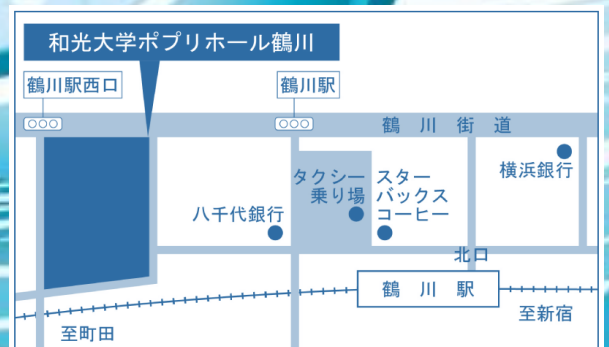 和光大学ポプリホール鶴川
鶴川駅西口
鶴川駅
鶴川街道
横浜銀行
タクシー
乗り場
スター
バックス
コーヒー
八千代銀行
北口
鶴川駅
至新宿
至町田